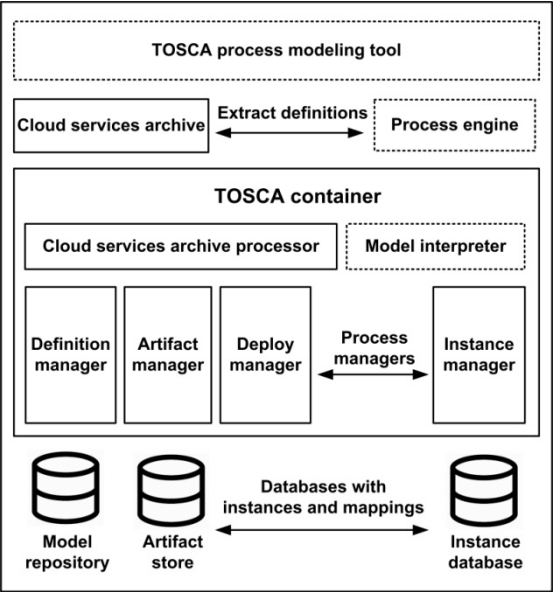 TOSCA process modeling tool
Cloud services archive
Extract definitions
Process engine
TOSCA container
Cloud services archive processor
Model interpreter
Definition
manager
Artifact
manager
Deploy
manager
Process
managers
Instance
manager
Databases with
instances and mappings
Model
repository
Artifact
store
Instance
database